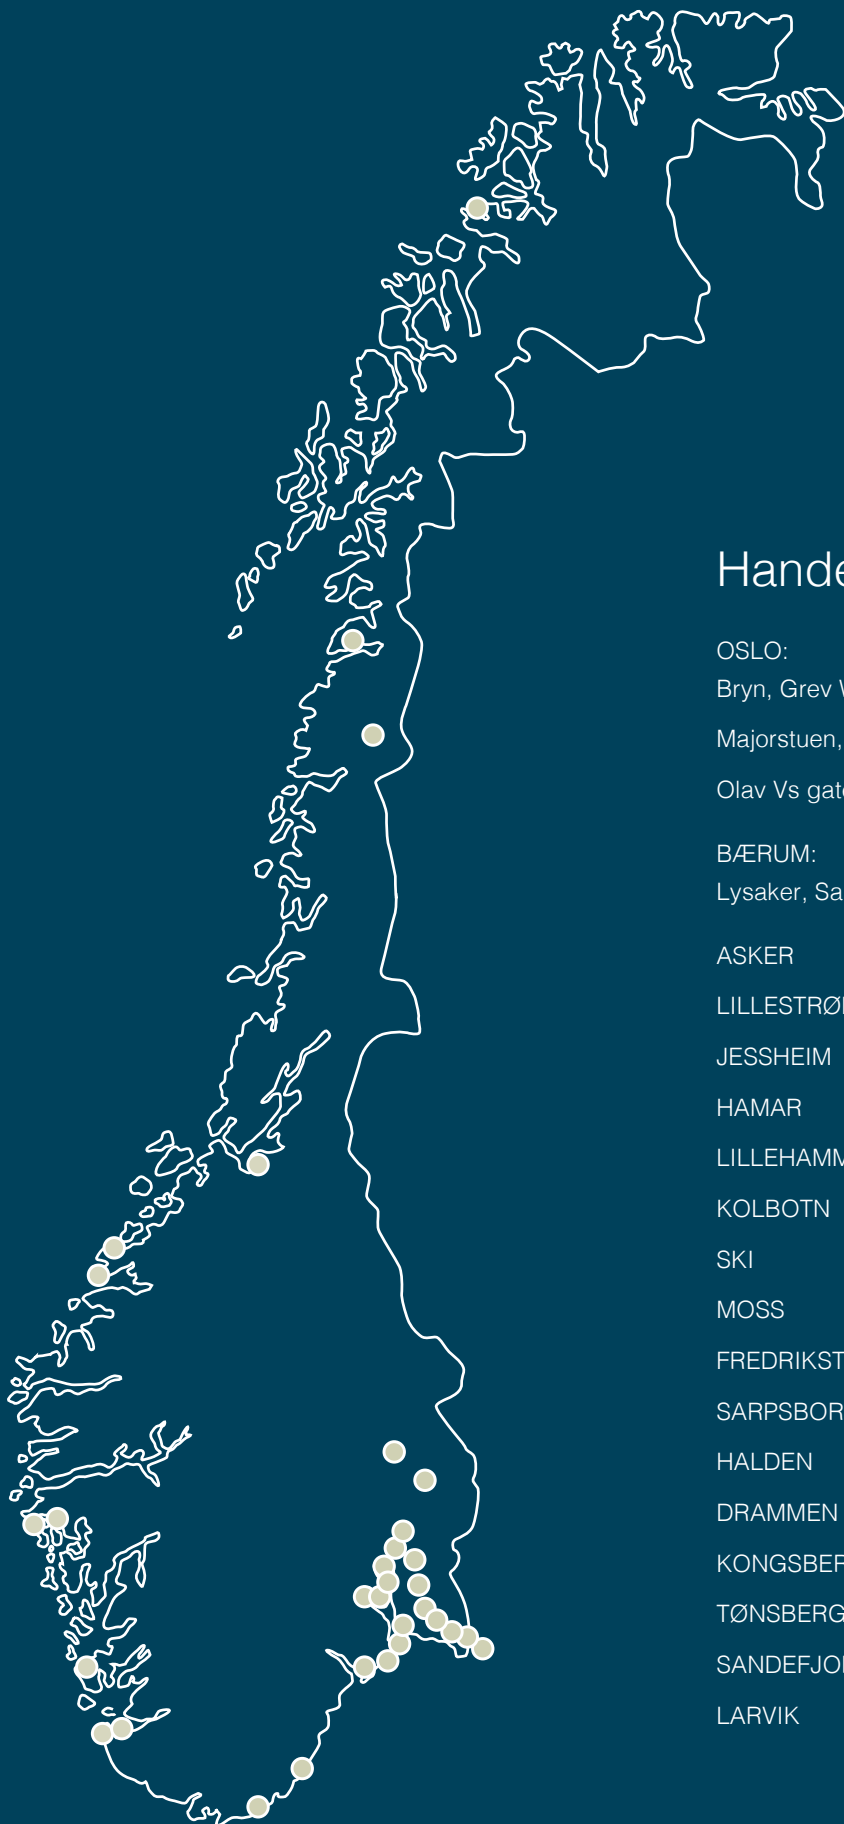 Hande
OSLO:
Bryn, Grev W
Majorstuen,
Olav Vs gate
BÆRUM:
Lysaker, Sa
ASKER
LILLESTRØ
JESSHEIM
HAMAR
LILLEHAMM
KOLBOTN
SKI
MOSS
FREDRIKST
SARPSBOR
HALDEN
DRAMMEN
KONGSBER
TØNSBERG
SANDEFJO
LARVIK